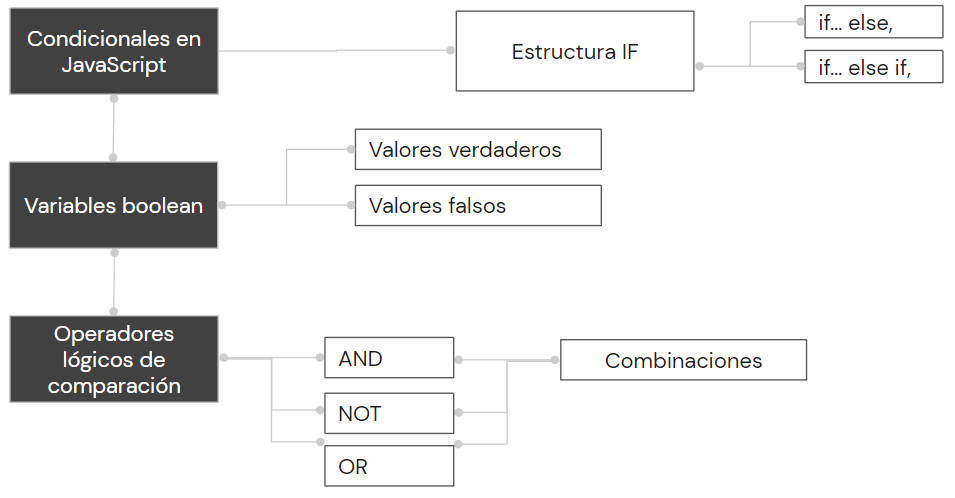 Condicionales en
JavaScript
Estructura IF
if... else,
if... else if,
Variables boolean
Valores verdaderos
Valores falsos
Operadores
lógicos de
comparación
AND
NOT
OR
Combinaciones